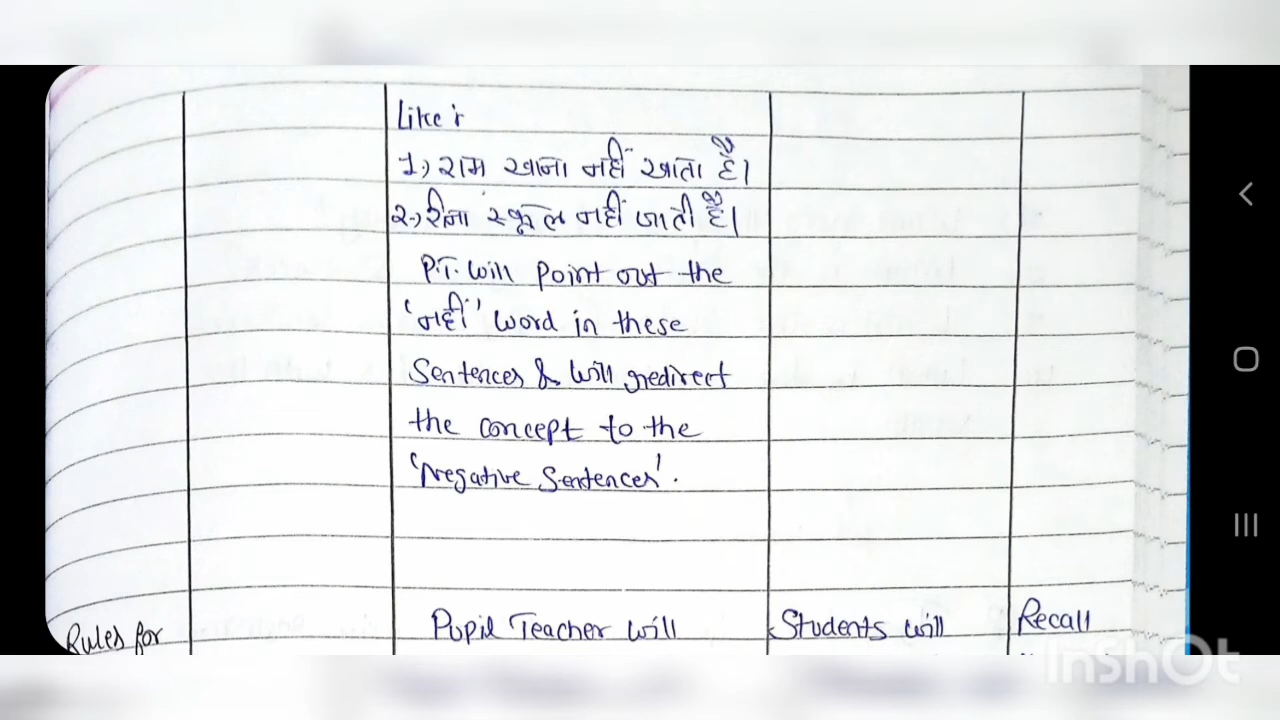 Like:
1.) राम खाना नहीं खाता है।
२.) रीना स्कूल नहीं जाती है।
P.T. will point out the
'नहीं' word in these
Sentences & will redirect
the concept to the
'Negative Sentences'.
Rules for
Pupil Teacher will
Students will
Recall
InShOt